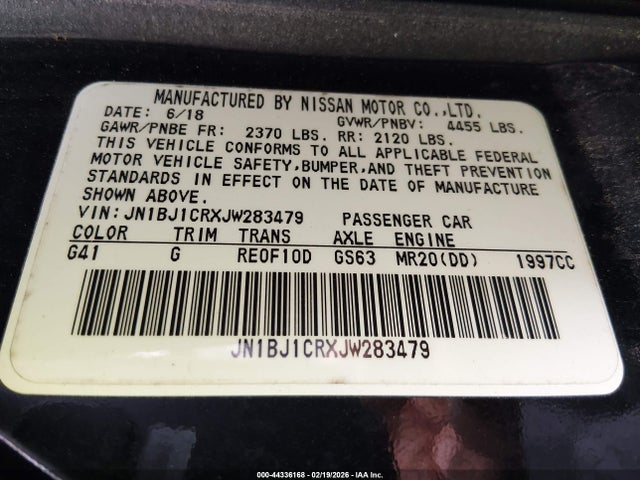 MANUFACTURED BY NISSAN MOTOR CO.,LTD.
DATE: 6/18 GVWR/PNBV: 4455 LBS.
GAWR/PNBE FR: 2370 LBS. RR: 2120 LBS.
THIS VEHICLE CONFORMS TO ALL APPLICABLE FEDERAL
MOTOR VEHICLE SAFETY,BUMPER,AND THEFT PREVENTION
STANDARDS IN EFFECT ON THE DATE OF MANUFACTURE
SHOWN ABOVE.
VIN: JN1BJ1CRXJW283479 PASSENGER CAR
COLOR TRIM TRANS AXLE ENGINE
G41 G RE0F10D GS63 MR20(DD) 1997CC
JN1BJ1CRXJW283479
000-44336168 - 02/19/2026 - IAA Inc.